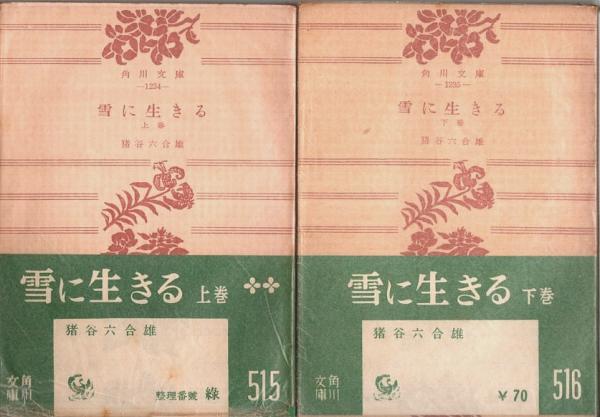 角川文庫
—1234—
雪に生きる
上巻
猪谷六合雄
雪に生きる 上巻
猪谷六合雄
整理番號 綠
515
角川
文庫
角川文庫
—1235—
雪に生きる
下巻
猪谷六合雄
雪に生きる 下巻
猪谷六合雄
¥70
516
角川
文庫